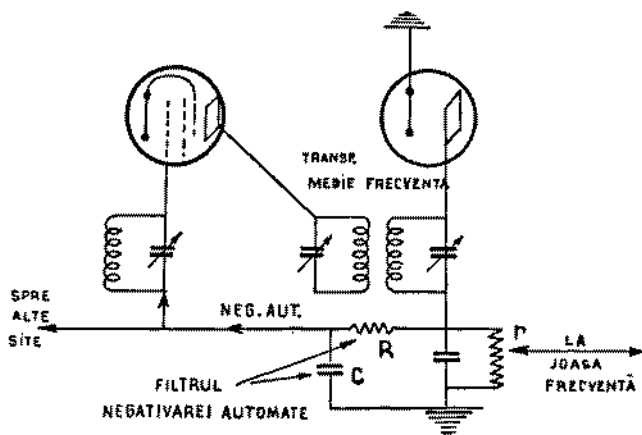 TRANSF.
MEDIE FRECVENTĂ
SPRE
ALTE
SITE
NEG. AUT.
R
r
C
LA
JOASA
FRECVENTĂ
FILTRUL
NEGATIVAREI AUTOMATE